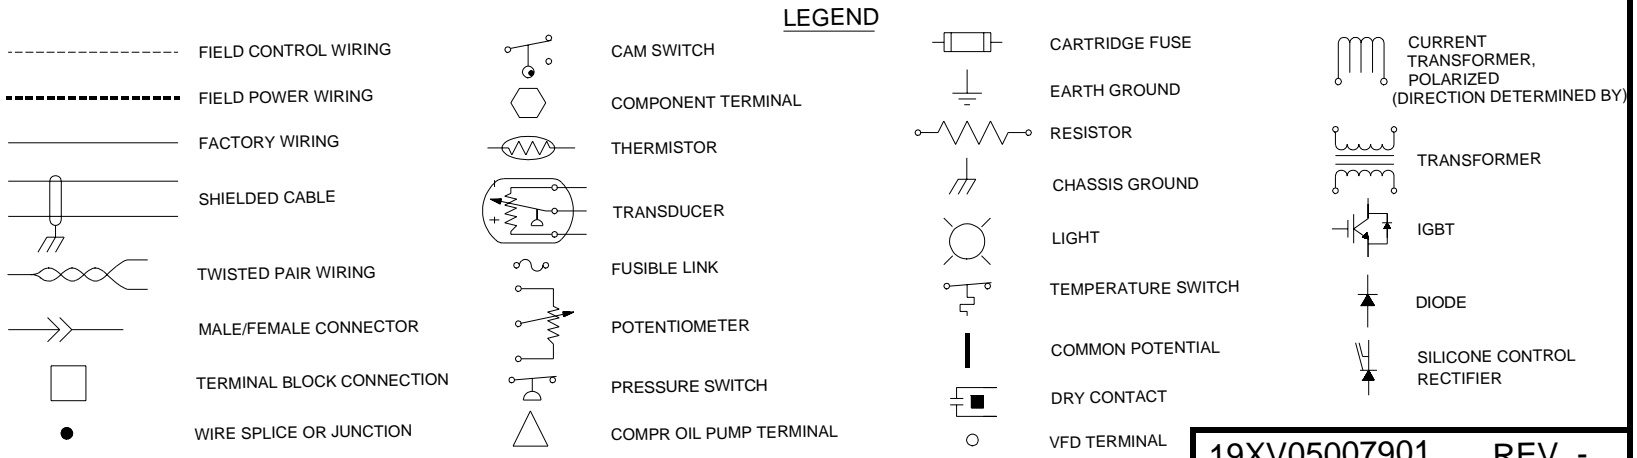 LEGEND
FIELD CONTROL WIRING
FIELD POWER WIRING
FACTORY WIRING
SHIELDED CABLE
TWISTED PAIR WIRING
MALE/FEMALE CONNECTOR
TERMINAL BLOCK CONNECTION
WIRE SPLICE OR JUNCTION
CAM SWITCH
COMPONENT TERMINAL
THERMISTOR
+
TRANSDUCER
FUSIBLE LINK
POTENTIOMETER
PRESSURE SWITCH
COMPR OIL PUMP TERMINAL
CARTRIDGE FUSE
EARTH GROUND
RESISTOR
CHASSIS GROUND
LIGHT
TEMPERATURE SWITCH
COMMON POTENTIAL
DRY CONTACT
VFD TERMINAL
CURRENT
TRANSFORMER,
POLARIZED
(DIRECTION DETERMINED BY)
TRANSFORMER
IGBT
DIODE
SILICONE CONTROL
RECTIFIER
19XV05007901 REV -